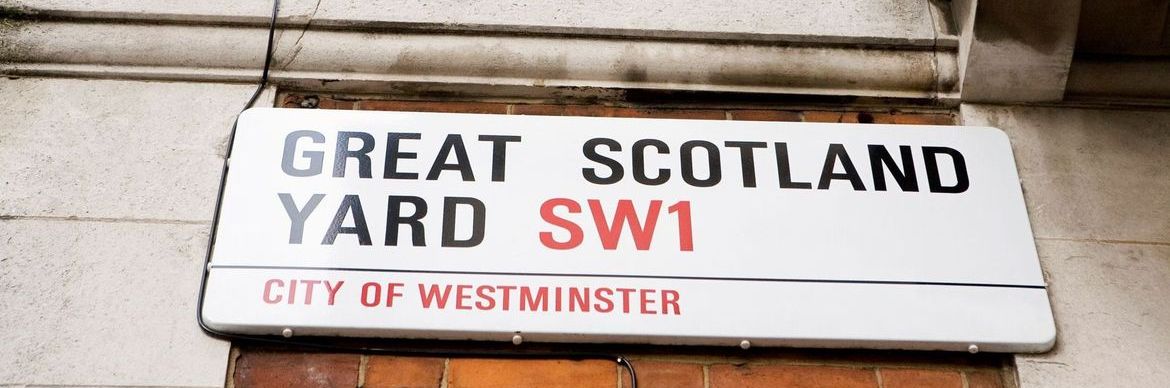 GREAT SCOTLAND
YARD SW1
CITY OF WESTMINSTER